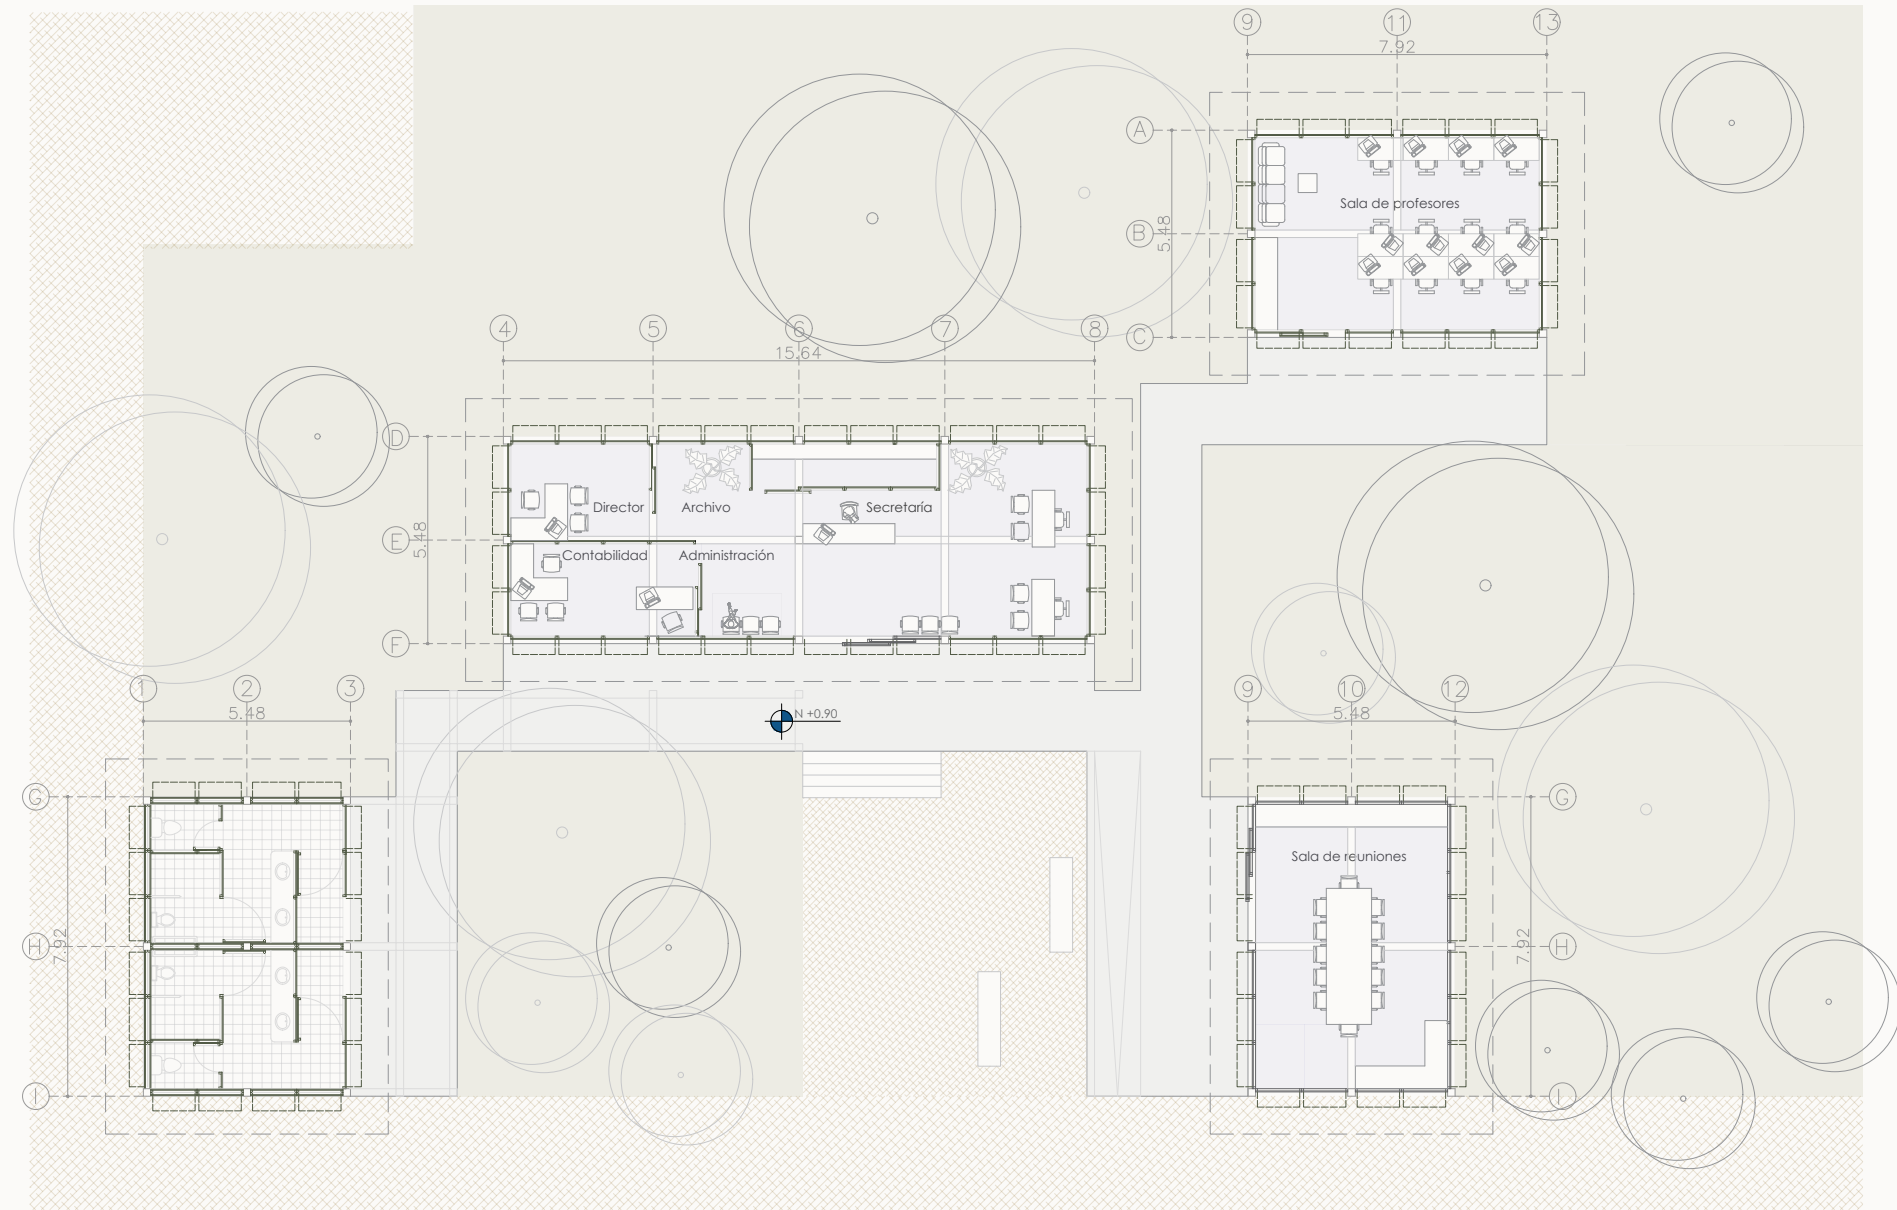 9 11 13
7.92
A
Sala de profesores
5.48
B
C
4 5 6 7 8
15.64
D
Director Archivo Secretaría
5.48
E
Contabilidad Administración
F
1 2 3
5.48
N +0.90
9 10 12
5.48
G
G
Sala de reuniones
H
7.92
7.92
H
I
I